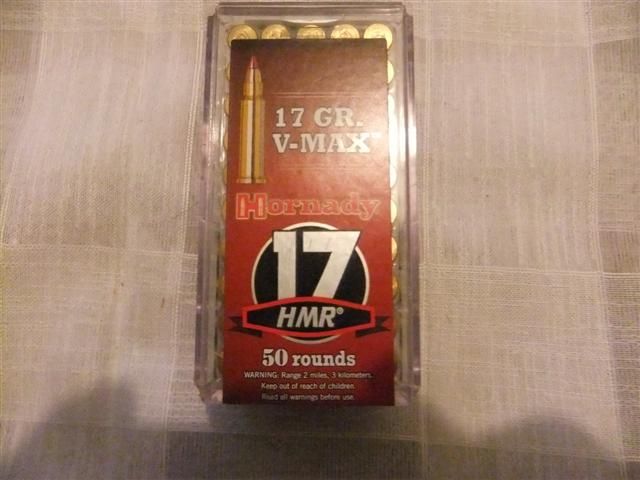 17 GR.
V-MAX™
Hornady
17
HMR®
50 rounds
WARNING: Range 2 miles, 3 kilometers.
Keep out of reach of children.
Read all warnings before use.